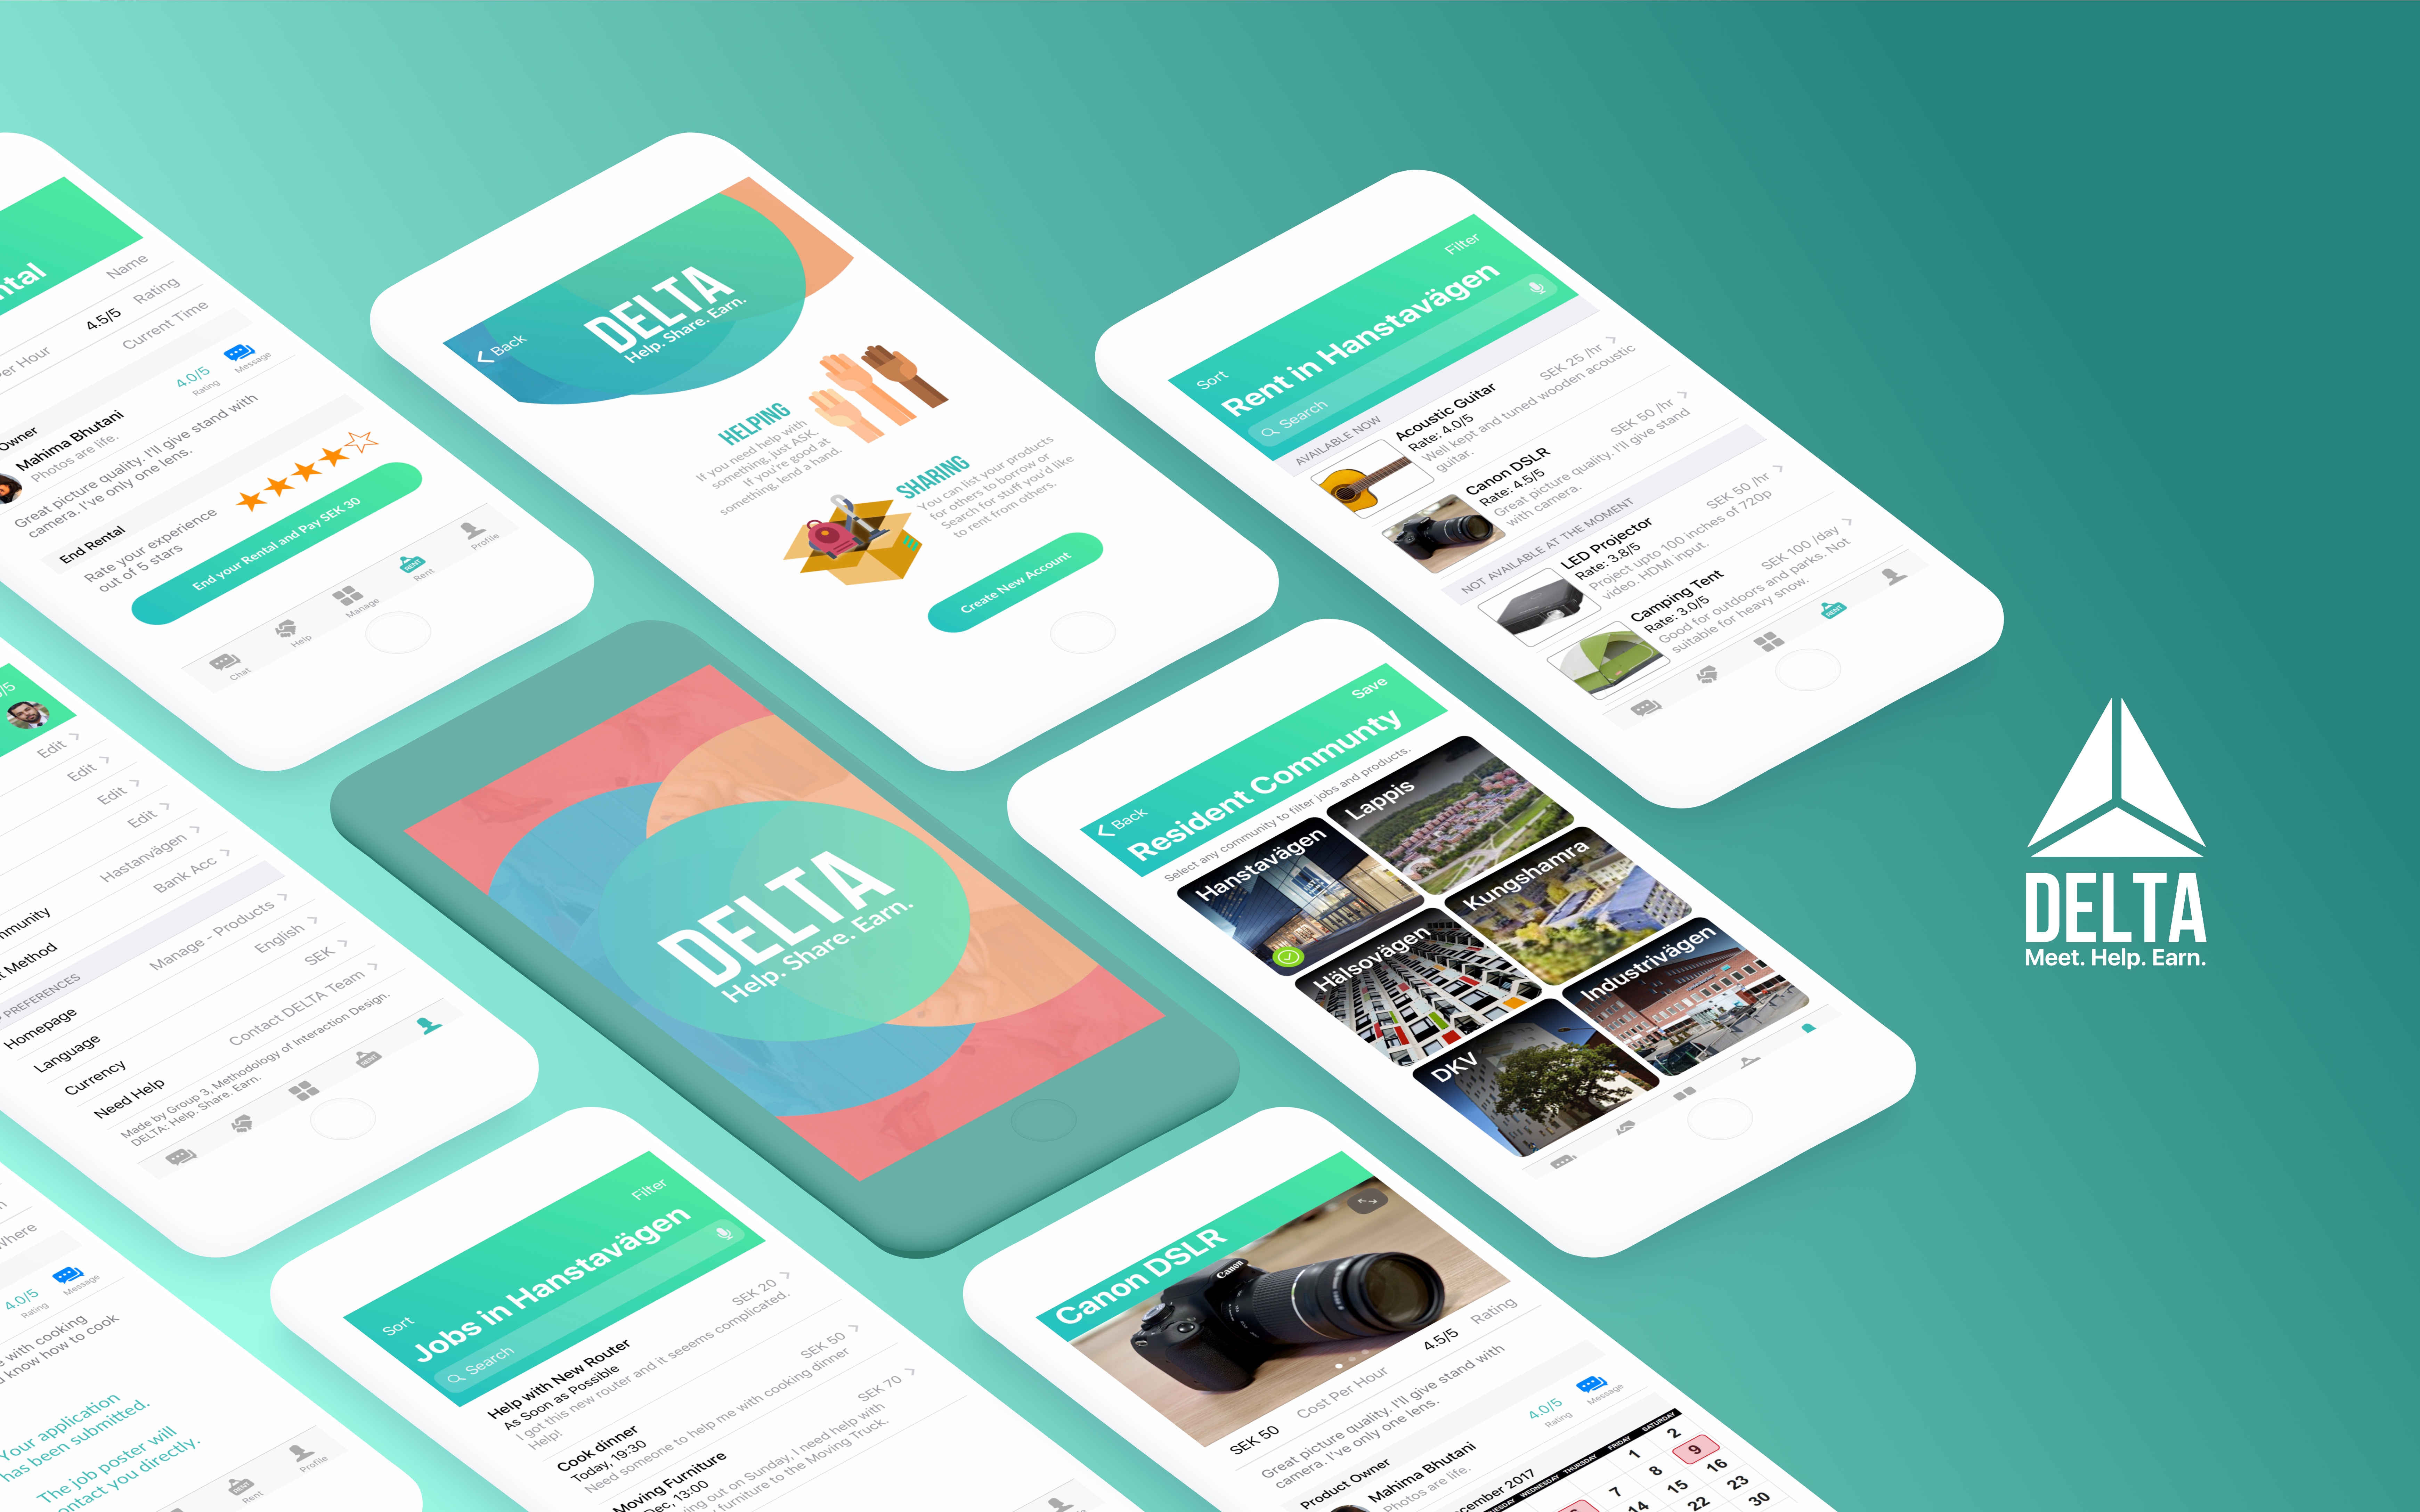 Name
4.5/5 Rating
Per Hour
Current Time
Owner
Mahima Bhutani
Photos are life.
4.0/5
Rating
Message
Great picture quality. I'll give stand with
camera. I've only one lens.
End Rental
Rate your experience
out of 5 stars
End your Rental and Pay SEK 30
Chat
Help
Manage
RENT
Rent
Profile
Back
DELTA
Help. Share. Earn.
HELPING
If you need help with
something, just ASK.
If you're good at
something, lend a hand.
SHARING
You can list your products
for others to borrow or
Search for stuff you'd like
to rent from others.
Create New Account
Sort
Filter
Rent in Hanstavägen
Search
AVAILABLE NOW
Acoustic Guitar
SEK 25 /hr
Rate: 4.0/5
Well kept and tuned wooden acoustic
guitar.
Canon DSLR
SEK 50 /hr
Rate: 4.5/5
Great picture quality. I'll give stand
with camera.
NOT AVAILABLE AT THE MOMENT
LED Projector
SEK 50 /hr
Rate: 3.8/5
Project upto 100 inches of 720p
video. HDMI input.
Camping Tent
SEK 100 /day
Rate: 3.0/5
Good for outdoors and parks. Not
suitable for heavy snow.
RENT
Edit
Edit
Edit
Edit
Hastanvägen
Bank Acc
Method
PREFERENCES
Manage - Products
Homepage
English
Language
SEK
Currency
Contact DELTA Team
Need Help
Made by Group 3, Methodology of Interaction Design.
DELTA: Help. Share. Earn.
RENT
DELTA
Help. Share. Earn.
Back
Save
Resident Communty
Select any community to filter jobs and products.
Hanstavägen
Lappis
Hälsovägen
Kungshamra
DKV
Industrivägen
DELTA
Meet. Help. Earn.
Where
4.0/5
Rating
Message
with cooking
know how to cook
Your application
has been submitted.
The job poster will
contact you directly.
RENT
Rent
Profile
Sort
Filter
Jobs in Hanstavägen
Search
Help with New Router
SEK 20
As Soon as Possible
I got this new router and it seeems complicated.
Help!
Cook dinner
SEK 50
Today, 19:30
Need someone to help me with cooking dinner
Moving Furniture
SEK 70
Dec, 13:00
out on Sunday, I need help with
furniture to the Moving Truck.
Canon DSLR
Canon
SEK 50 Cost Per Hour
4.5/5 Rating
Great picture quality. I'll give stand with
camera. I've only one lens.
Product Owner
Mahima Bhutani
Photos are life.
4.0/5
Rating
Message
2017
WEDNESDAY THURSDAY FRIDAY SATURDAY
1 2
7 8 9
14 15 16
22 23
30